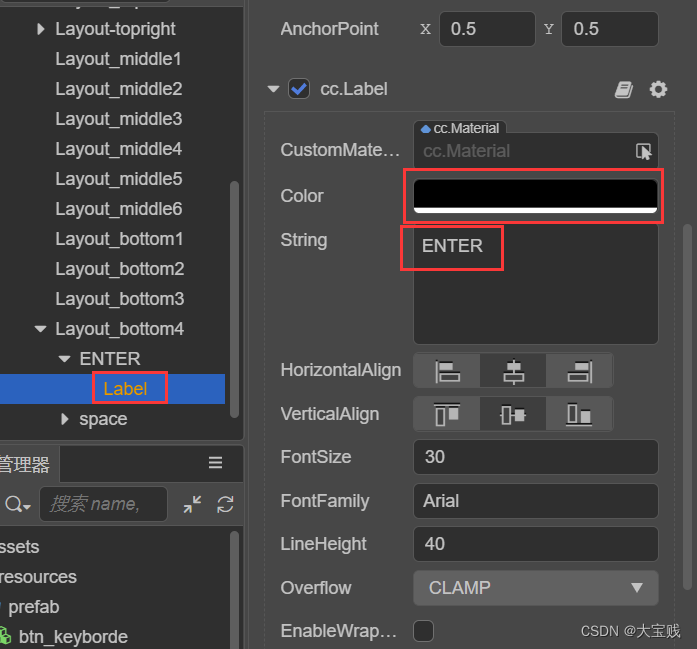 Layout-topright
Layout_middle1
Layout_middle2
Layout_middle3
Layout_middle4
Layout_middle5
Layout_middle6
Layout_bottom1
Layout_bottom2
Layout_bottom3
Layout_bottom4
ENTER
Label
space
管理器
搜索 name,
ssets
resources
prefab
btn_keyborde
AnchorPoint X 0.5 Y 0.5
cc.Label
cc.Material
CustomMate... cc.Material
Color
String ENTER
HorizontalAlign
VerticalAlign
FontSize 30
FontFamily Arial
LineHeight 40
Overflow CLAMP
EnableWrap...
CSDN @大宝贱